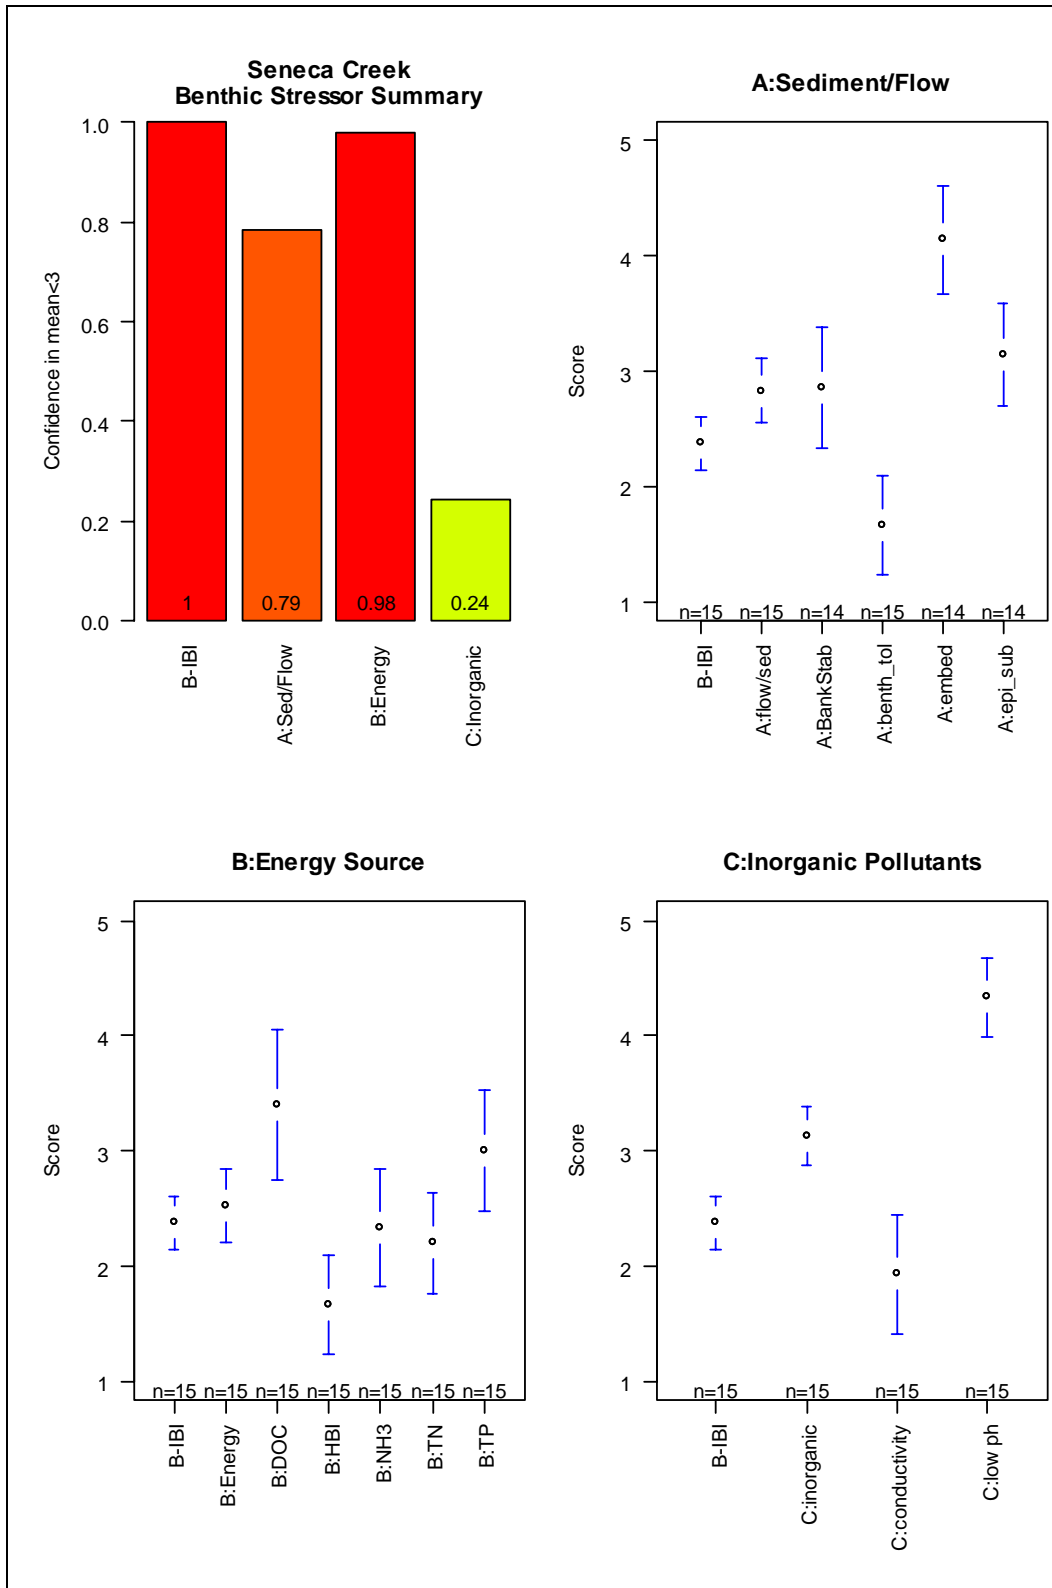 Seneca Creek
Benthic Stressor Summary
Confidence in mean<3
1.0
0.8
0.6
0.4
0.2
0.0
1
0.79
0.98
0.24
B-IBI
A:Sed/Flow
B:Energy
C:Inorganic
A:Sediment/Flow
Score
5
4
3
2
1
n=15
n=15
n=14
n=15
n=14
n=14
B-IBI
A:flow/sed
A:BankStab
A:benth_tol
A:embed
A:epi_sub
B:Energy Source
Score
5
4
3
2
1
n=15
n=15
n=15
n=15
n=15
n=15
n=15
B-IBI
B:Energy
B:DOC
B:HBI
B:NH3
B:TN
B:TP
C:Inorganic Pollutants
Score
5
4
3
2
1
n=15
n=15
n=15
n=15
B-IBI
C:inorganic
C:conductivity
C:low ph